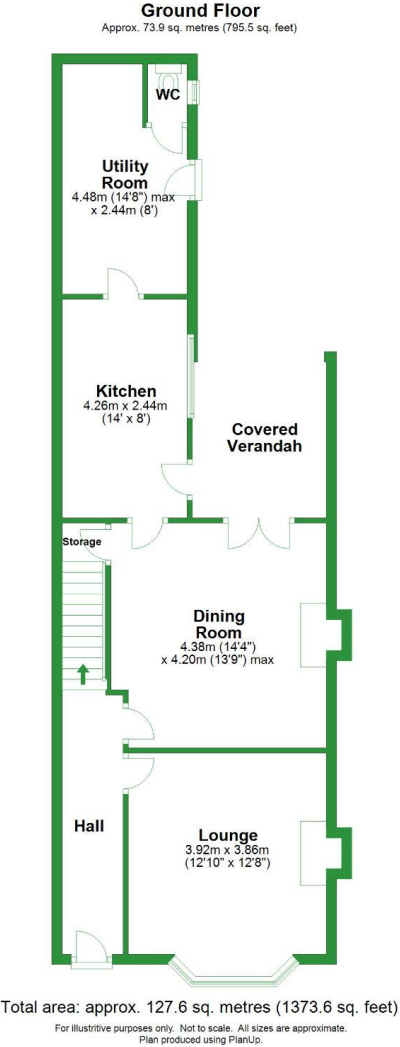 Ground Floor
Approx. 73.9 sq. metres (795.5 sq. feet)
WC
Utility
Room
4.48m (14'8") max
x 2.44m (8')
Kitchen
4.26m x 2.44m
(14' x 8')
Covered
Verandah
Storage
Dining
Room
4.38m (14'4")
x 4.20m (13'9") max
Hall
Lounge
3.92m x 3.86m
(12'10" x 12'8")
Total area: approx. 127.6 sq. metres (1373.6 sq. feet)
For illustritive purposes only. Not to scale. All sizes are approximate.
Plan produced using PlanUp.